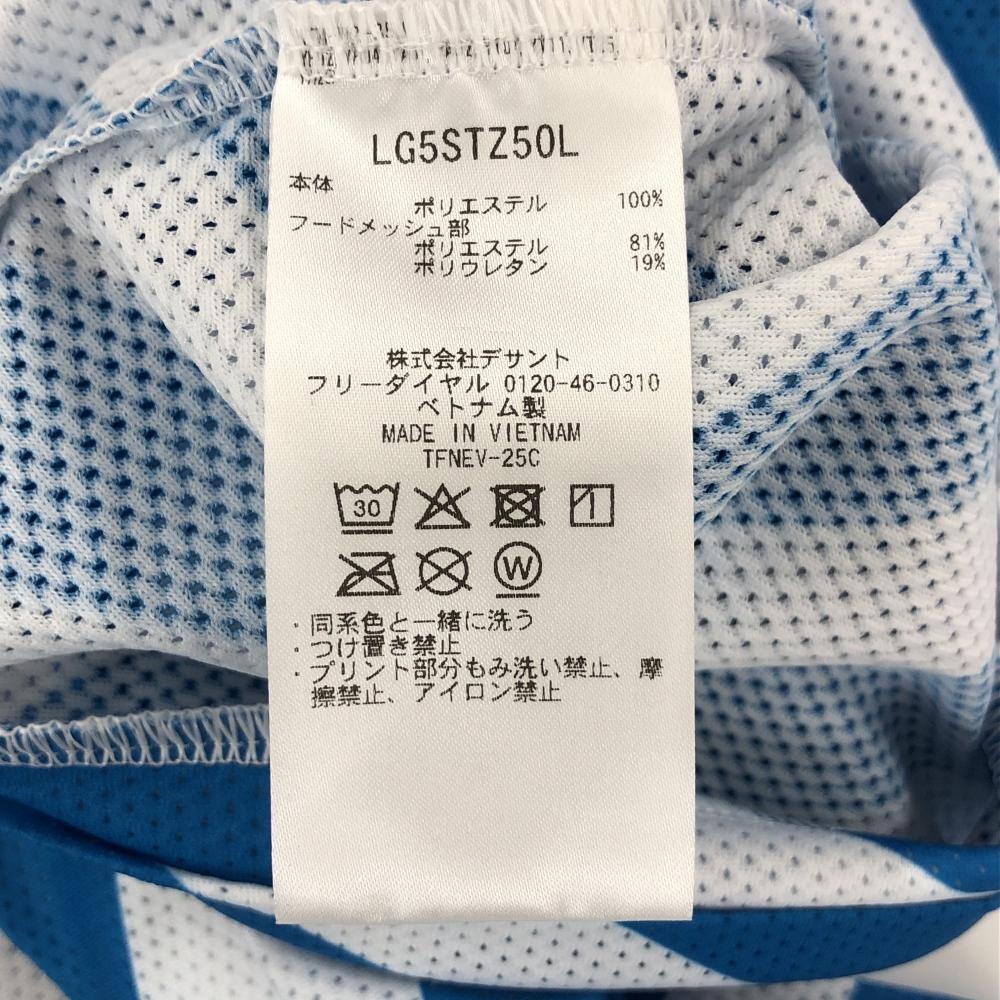 LG5STZ50L
本体
ポリエステル 100%
フードメッシュ部
ポリエステル 81%
ポリウレタン 19%
株式会社デサント
フリーダイヤル 0120-46-0310
ベトナム製
MADE IN VIETNAM
TFNEV-25C
30
W
・同系色と一緒に洗う
・つけ置き禁止
・プリント部分もみ洗い禁止、摩
擦禁止、アイロン禁止